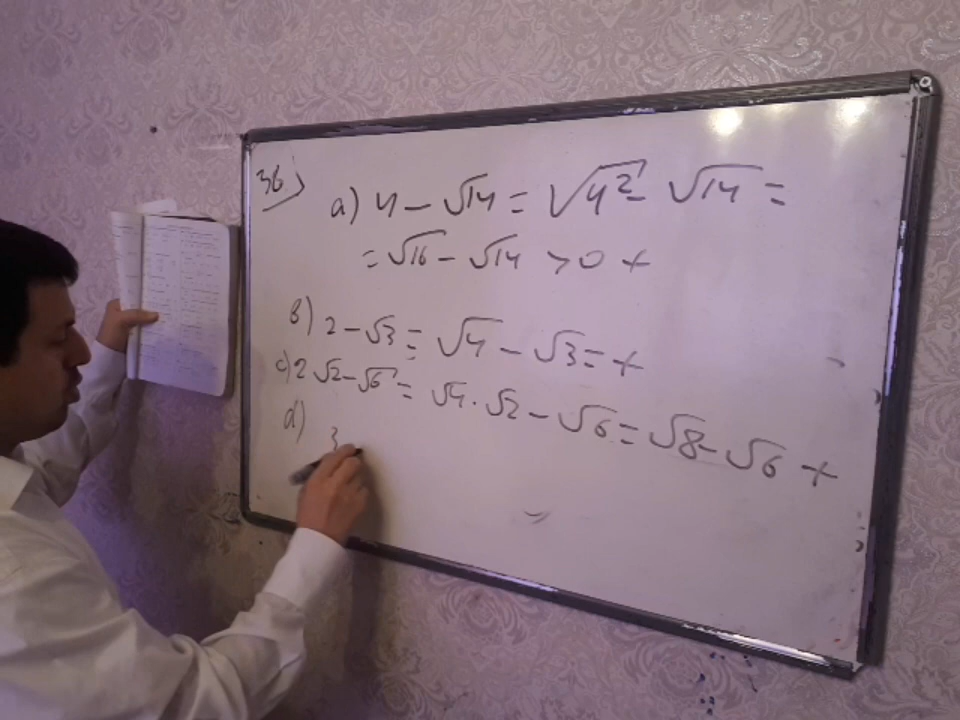 36)
a) 4 - √14 = √4² - √14 =
= √16 - √14 > 0 +
b) 2 - √3 = √4 - √3 = +
c) 2√2 - √6 = √4 · √2 - √6 = √8 - √6 +
d) 3